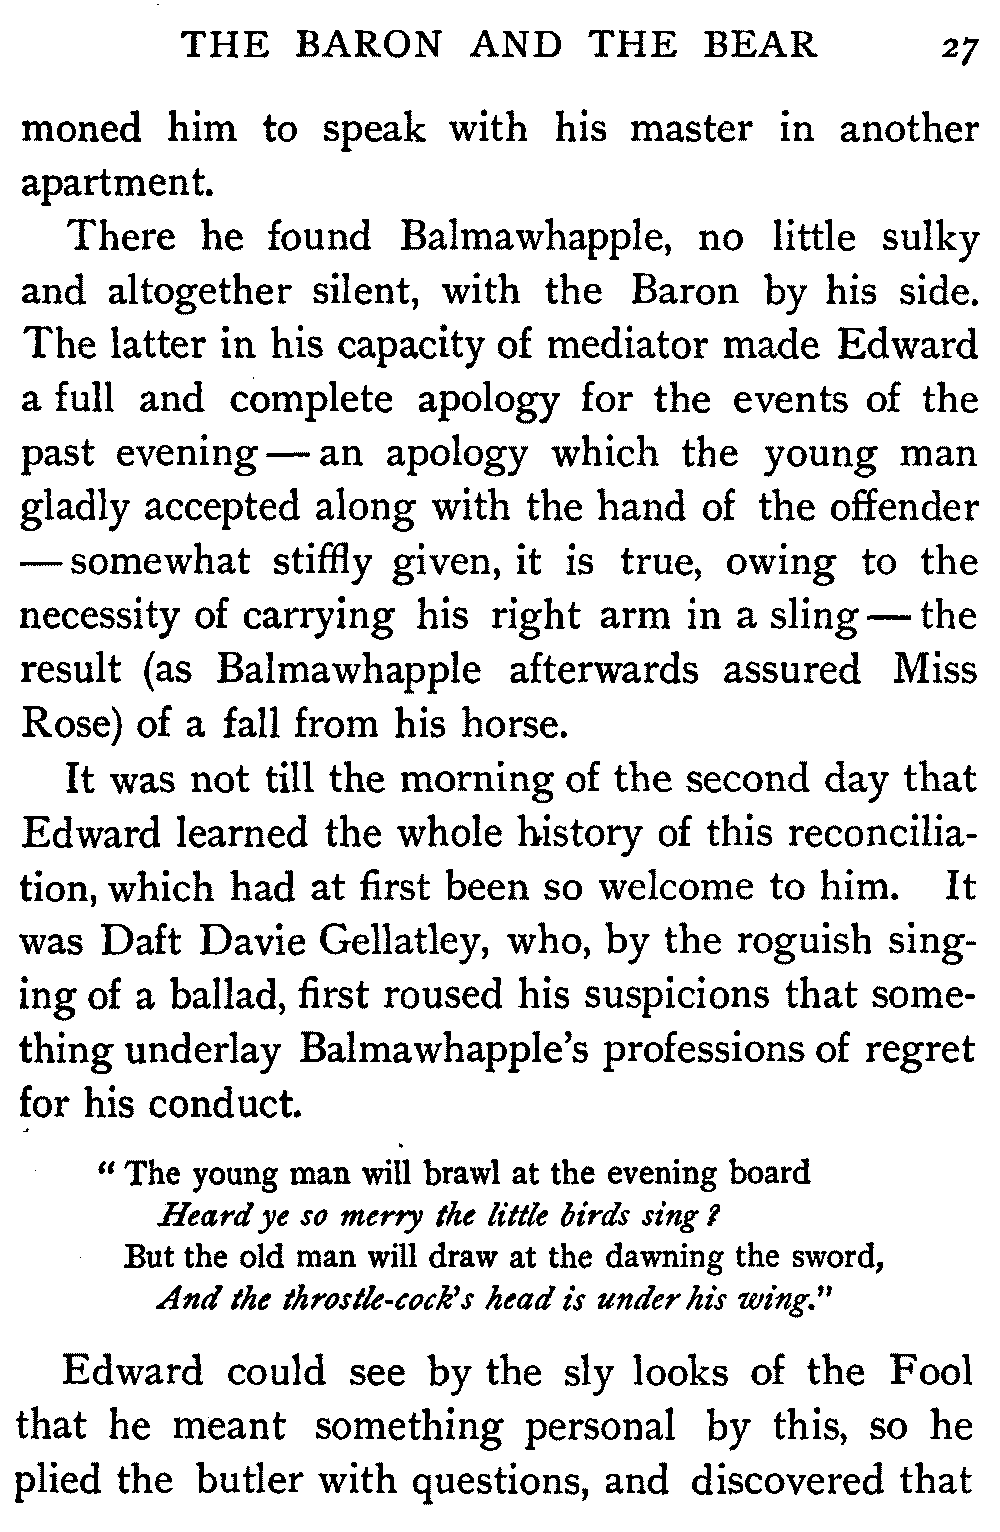 THE BARON AND THE BEAR 27
moned him to speak with his master in another
apartment.
There he found Balmawhapple, no little sulky
and altogether silent, with the Baron by his side.
The latter in his capacity of mediator made Edward
a full and complete apology for the events of the
past evening — an apology which the young man
gladly accepted along with the hand of the offender
— somewhat stiffly given, it is true, owing to the
necessity of carrying his right arm in a sling — the
result (as Balmawhapple afterwards assured Miss
Rose) of a fall from his horse.
It was not till the morning of the second day that
Edward learned the whole history of this reconcilia-
tion, which had at first been so welcome to him. It
was Daft Davie Gellatley, who, by the roguish sing-
ing of a ballad, first roused his suspicions that some-
thing underlay Balmawhapple's professions of regret
for his conduct.
"The young man will brawl at the evening board
Heard ye so merry the little birds sing?
But the old man will draw at the dawning the sword,
And the throstle-cock's head is under his wing."
Edward could see by the sly looks of the Fool
that he meant something personal by this, so he
plied the butler with questions, and discovered that